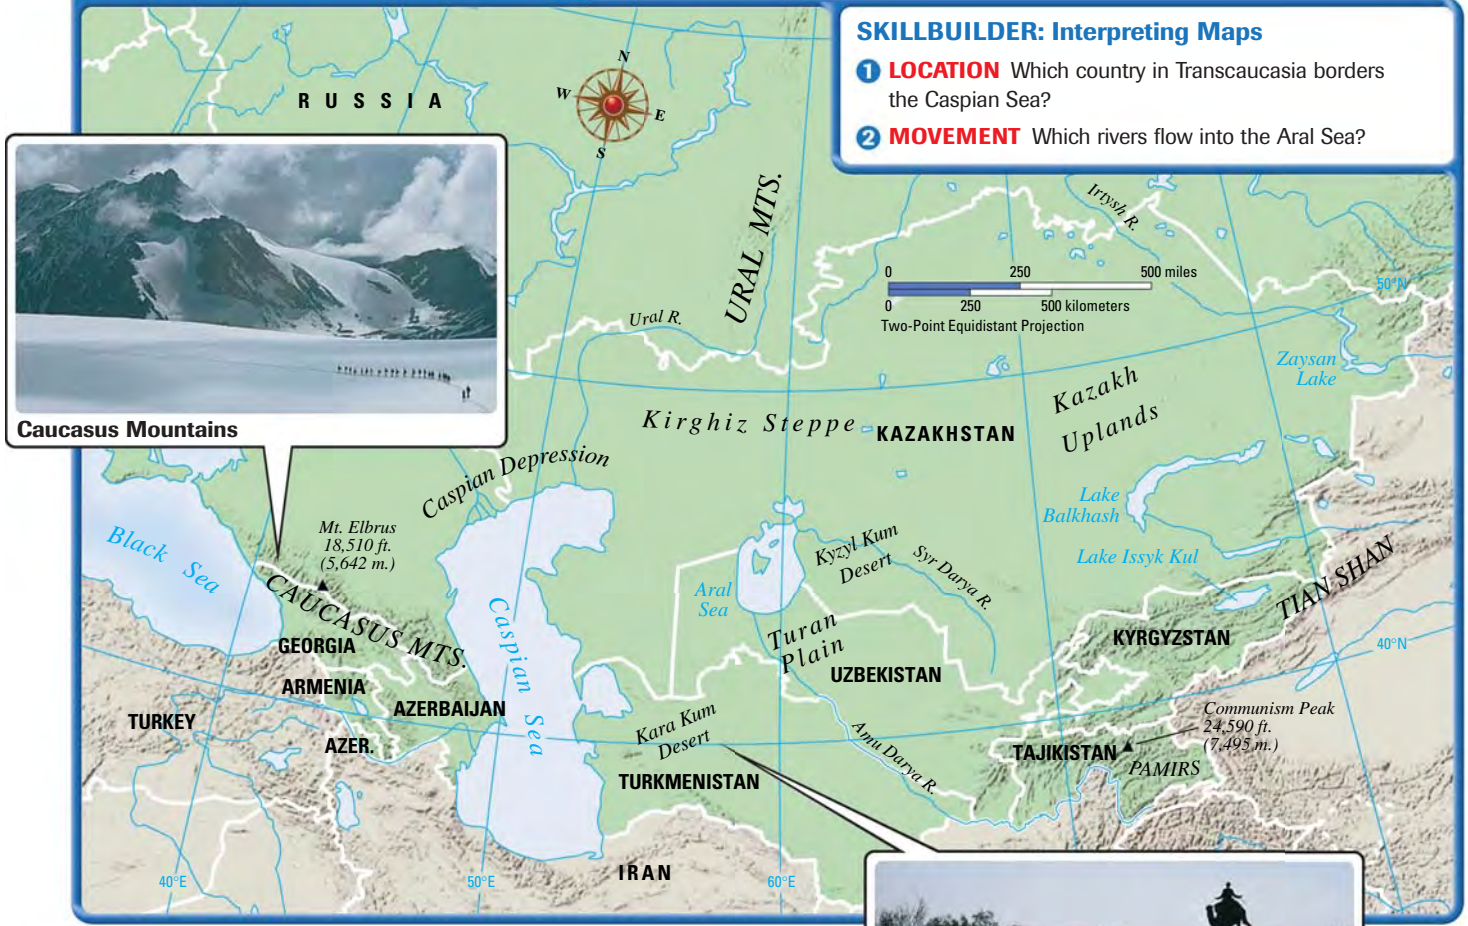 SKILLBUILDER: Interpreting Maps
1 LOCATION Which country in Transcaucasia borders
the Caspian Sea?
2 MOVEMENT Which rivers flow into the Aral Sea?
N
W
E
S
RUSSIA
URAL MTS.
Irtysh R.
0 250 500 miles
0 250 500 kilometers
Two-Point Equidistant Projection
50°N
Ural R.
Zaysan
Lake
Caucasus Mountains
Kirghiz Steppe
KAZAKHSTAN
Kazakh
Uplands
Caspian Depression
Lake
Balkhash
Black Sea
Mt. Elbrus
18,510 ft.
(5,642 m.)
CAUCASUS MTS.
Caspian Sea
Aral
Sea
Kyzyl Kum
Desert
Syr Darya R.
Lake Issyk Kul
TIAN SHAN
Turan
Plain
GEORGIA
KYRGYZSTAN
40°N
UZBEKISTAN
ARMENIA
AZERBAIJAN
TURKEY
AZER.
Kara Kum
Desert
Amu Darya R.
Communism Peak
24,590 ft.
(7,495 m.)
TAJIKISTAN
PAMIRS
TURKMENISTAN
IRAN
40°E
50°E
60°E